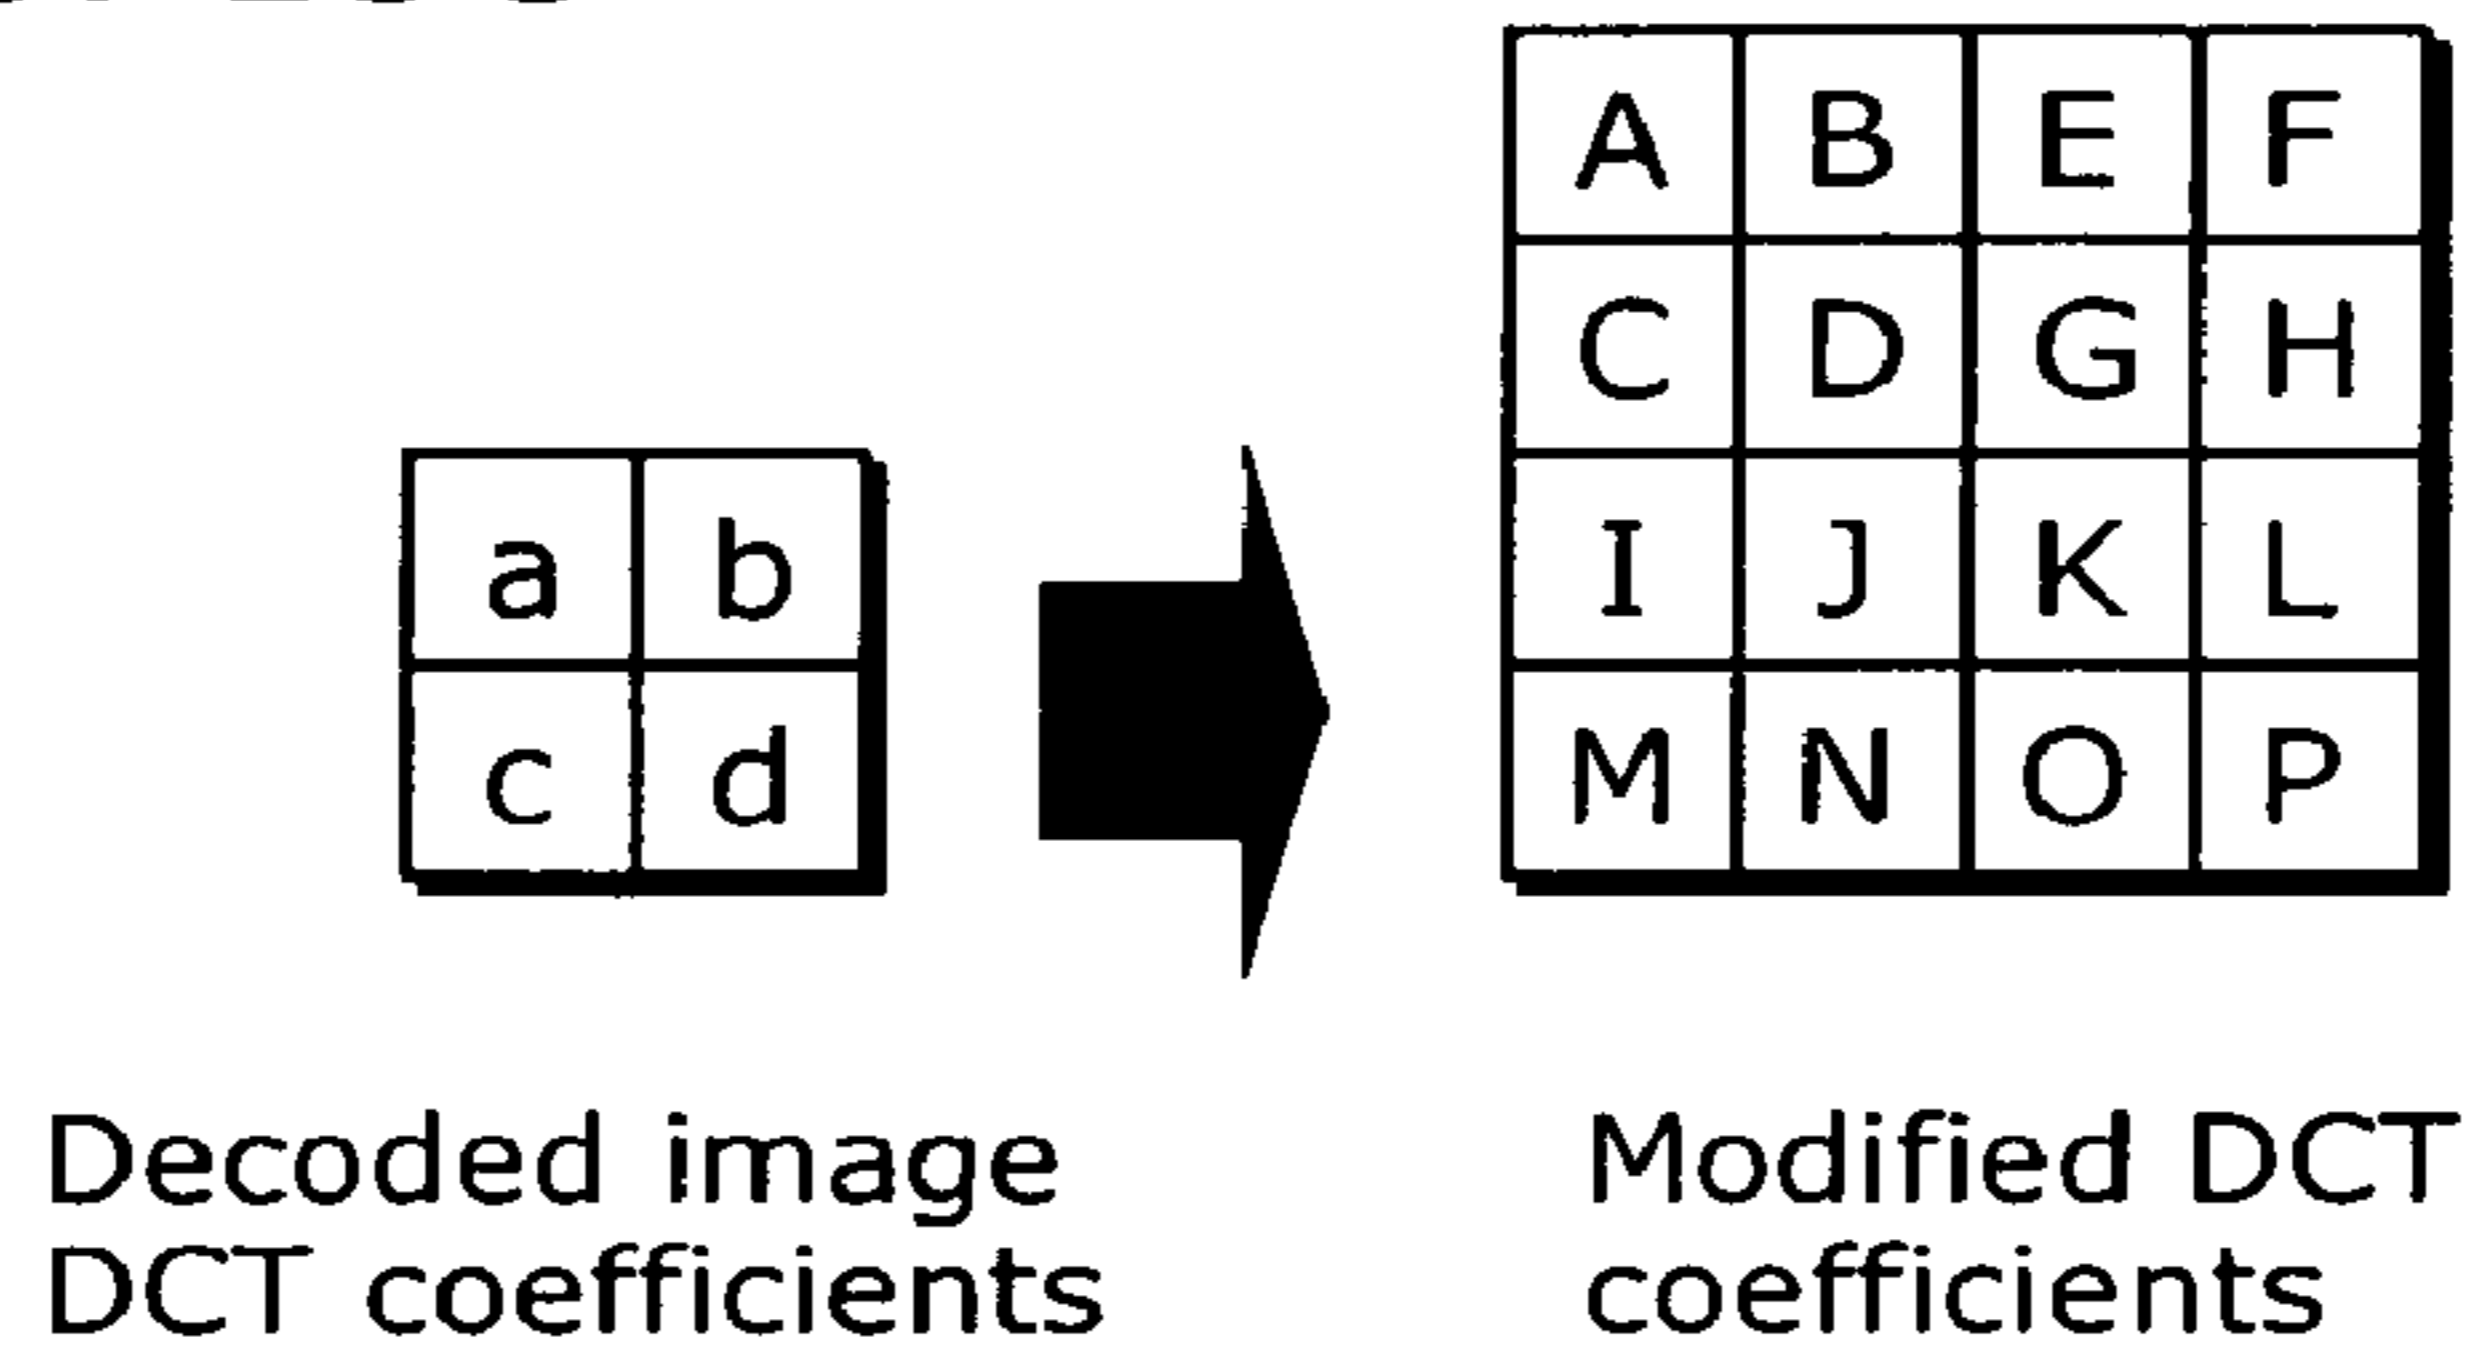 A B E F
C D G H
a b I J K L
c d M N O P
Decoded image
DCT coefficients
Modified DCT
coefficients